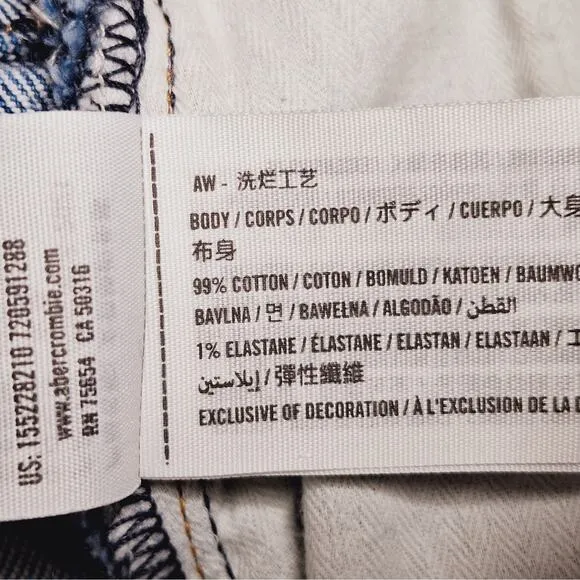 US: 155228210 720591288
www.abercrombie.com
RN 75654 CA 50316
AW - 洗烂工艺
BODY / CORPS / CORPO / ボディ / CUERPO / 大身
布身
99% COTTON / COTON / BOMULD / KATOEN / BAUMWO
BAVLNA / 면 / BAWEŁNA / ALGODÃO / القطن
1% ELASTANE / ÉLASTANE / ELASTAN / ELASTAAN /
إيلاستين / 彈性纖維
EXCLUSIVE OF DECORATION / À L'EXCLUSION DE LA